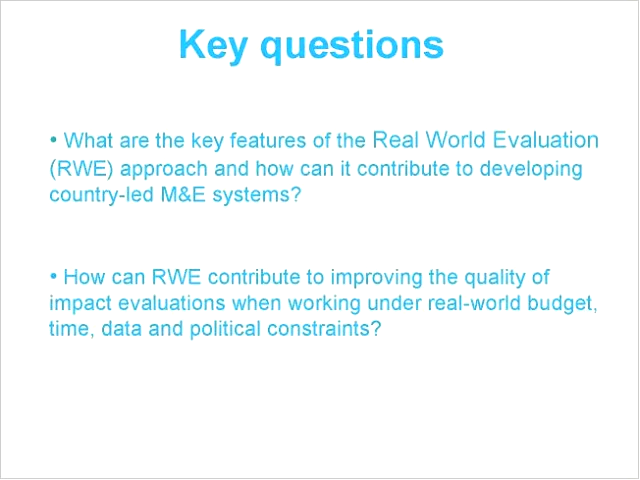 Key questions
• What are the key features of the Real World Evaluation
(RWE) approach and how can it contribute to developing
country-led M&E systems?
• How can RWE contribute to improving the quality of
impact evaluations when working under real-world budget,
time, data and political constraints?